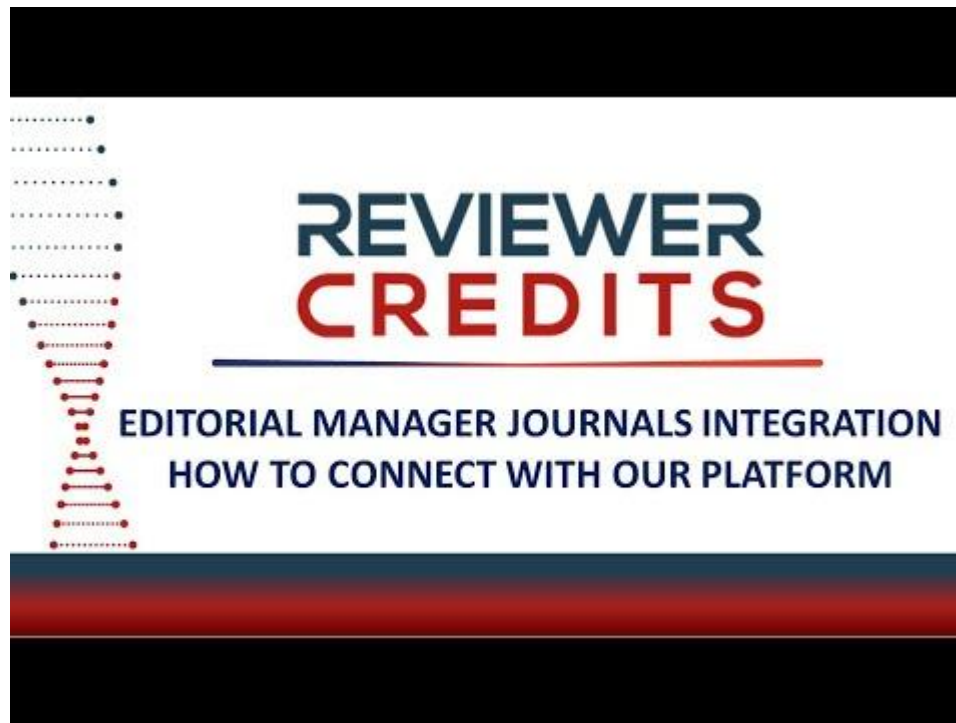 REVIEWER
CREDITS
EDITORIAL MANAGER JOURNALS INTEGRATION
HOW TO CONNECT WITH OUR PLATFORM